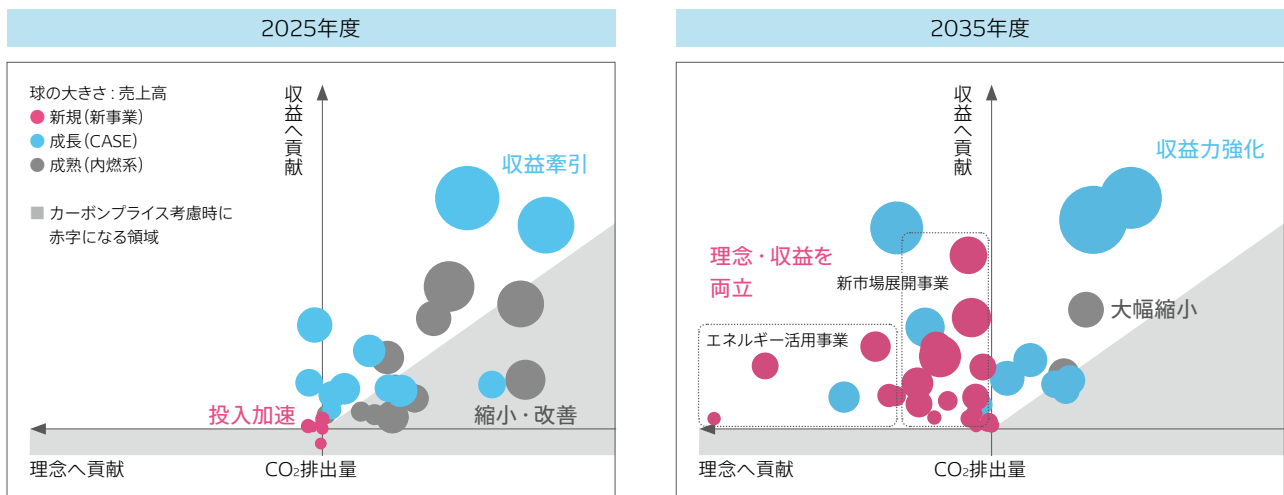 2025年度
球の大きさ：売上高
新規（新事業）
成長（CASE）
成熟（内燃系）
カーボンプライス考慮時に
赤字になる領域
収益へ貢献
収益牽引
投入加速
縮小・改善
理念へ貢献
CO₂排出量
2035年度
収益へ貢献
収益力強化
理念・収益を
両立
新市場展開事業
大幅縮小
エネルギー活用事業
理念へ貢献
CO₂排出量